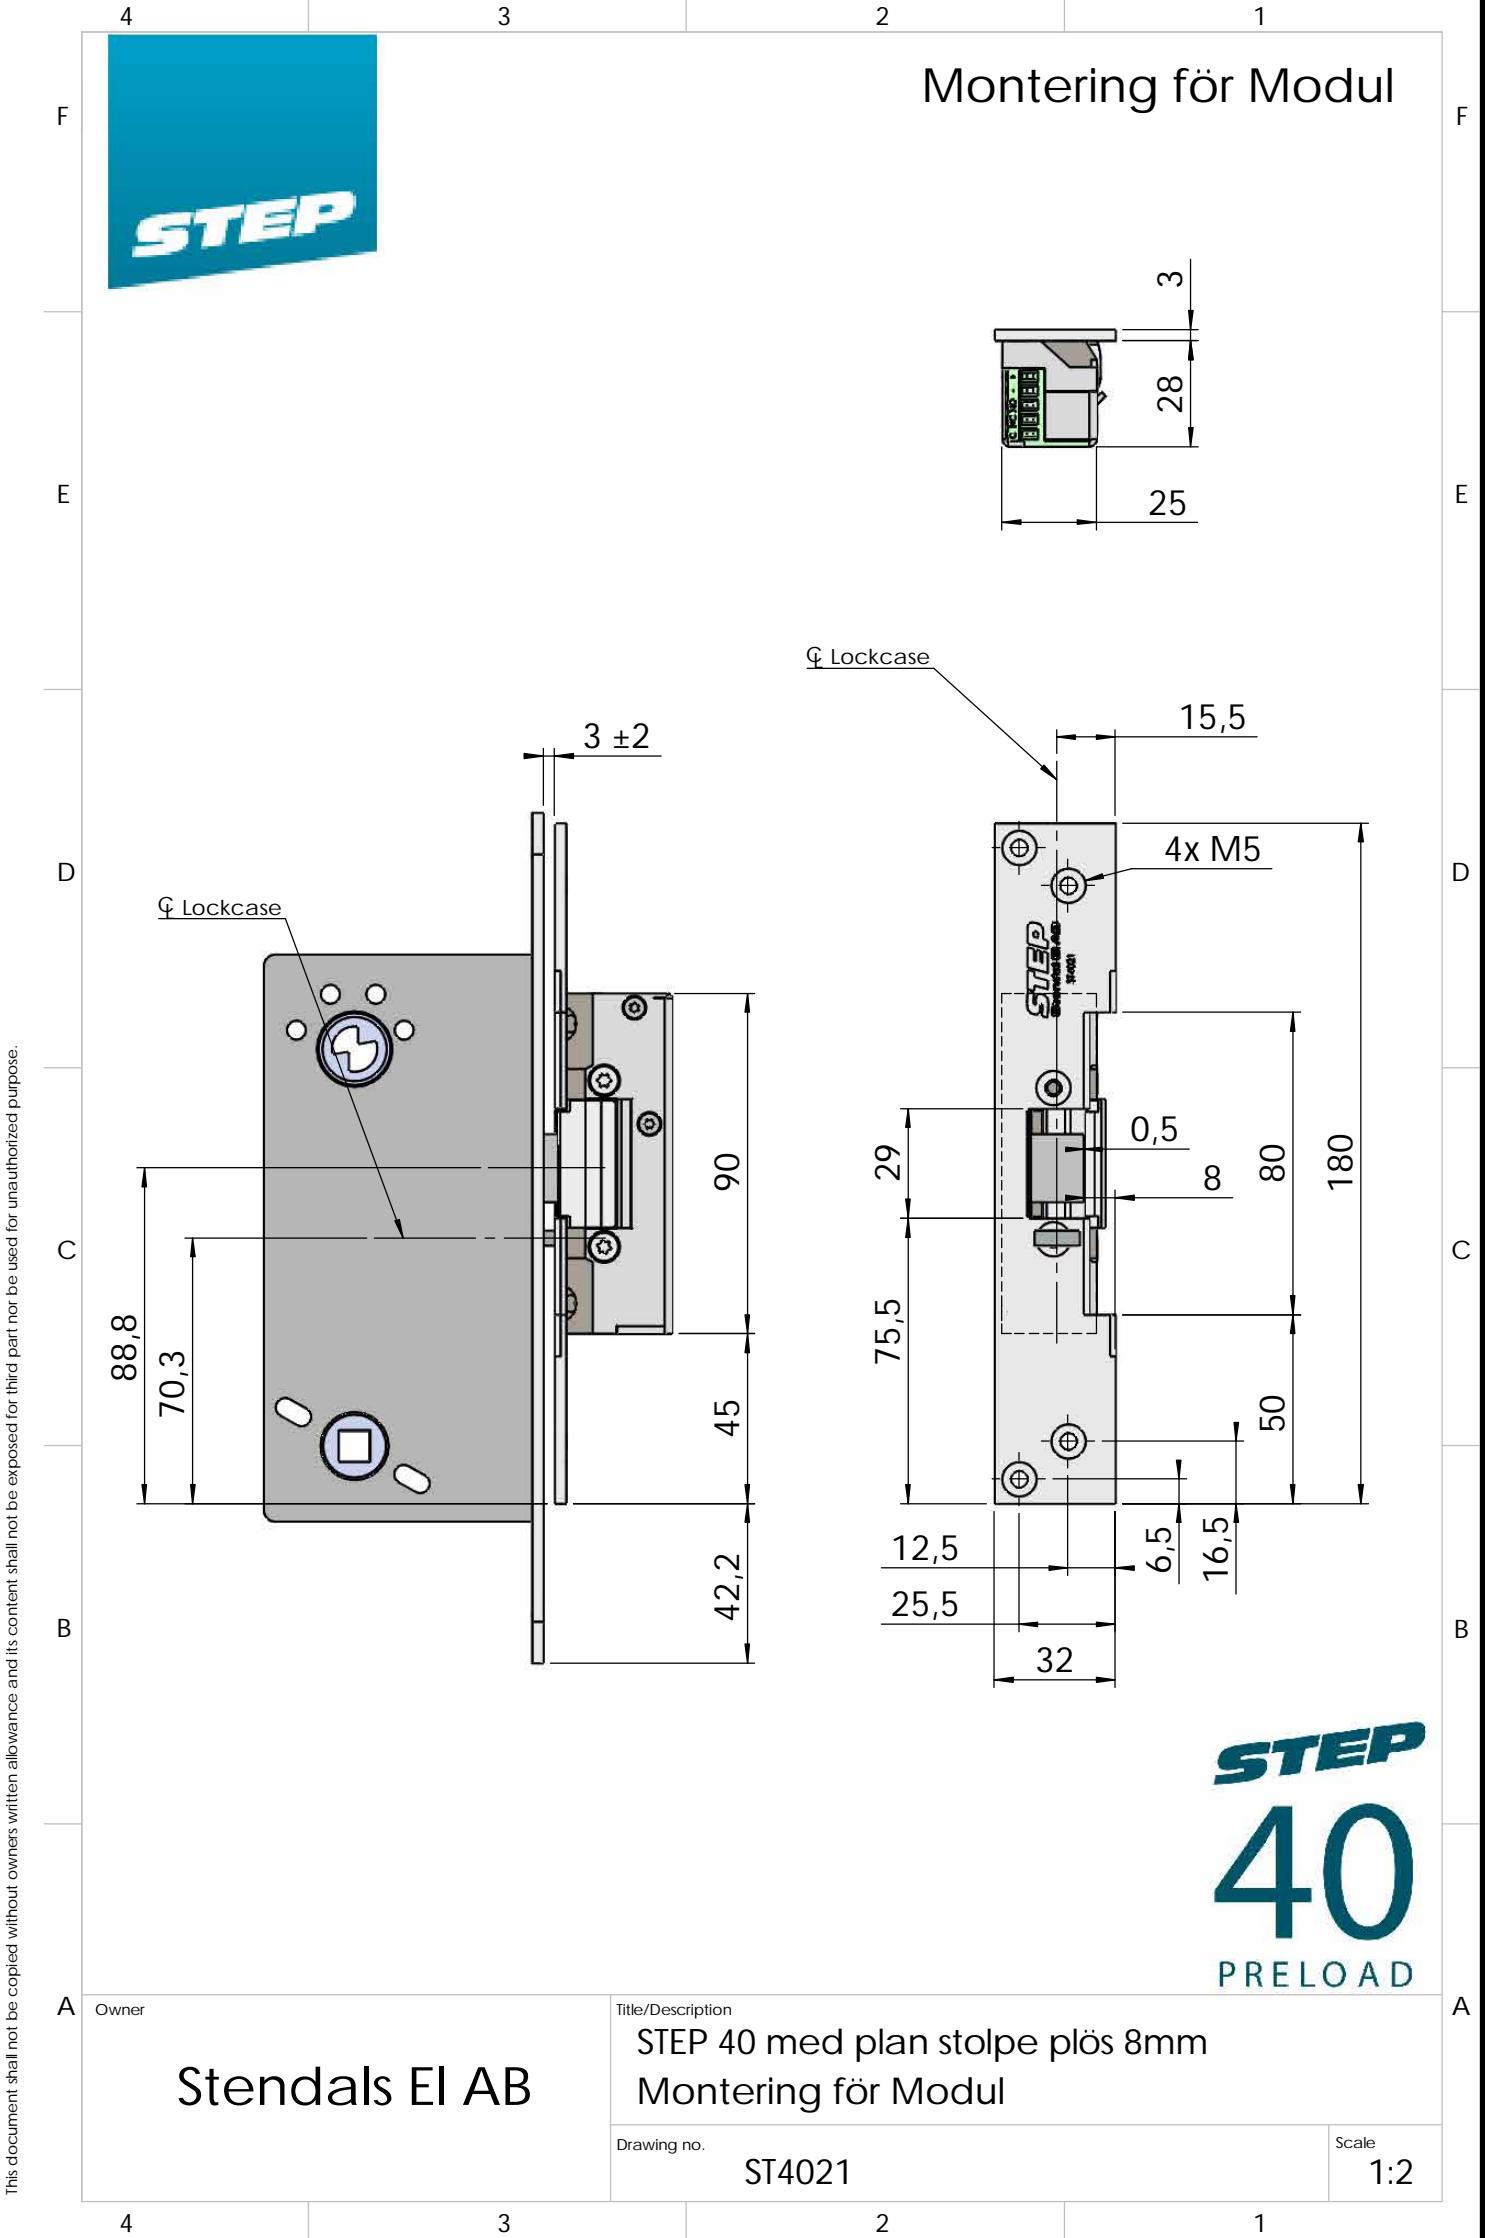 4 3 2 1
Montering för Modul
F F
STEP
3
28
+ -
C NC NO
25
E E
℄ Lockcase
15,5
3 ±2
4x M5
D D
℄ Lockcase
STEP
ST4021
0,5
29
80
180
90
8
C C
88,8
70,3
75,5
45
50
42,2
12,5
6,5
16,5
25,5
32
B B
STEP
40
PRELOAD
A A
Owner
Stendals El AB
Title/Description
STEP 40 med plan stolpe plös 8mm
Montering för Modul
Drawing no.
ST4021
Scale
1:2
4 3 2 1
This document shall not be copied without owners written allowance and its content shall not be exposed for third part nor be used for unauthorized purpose.